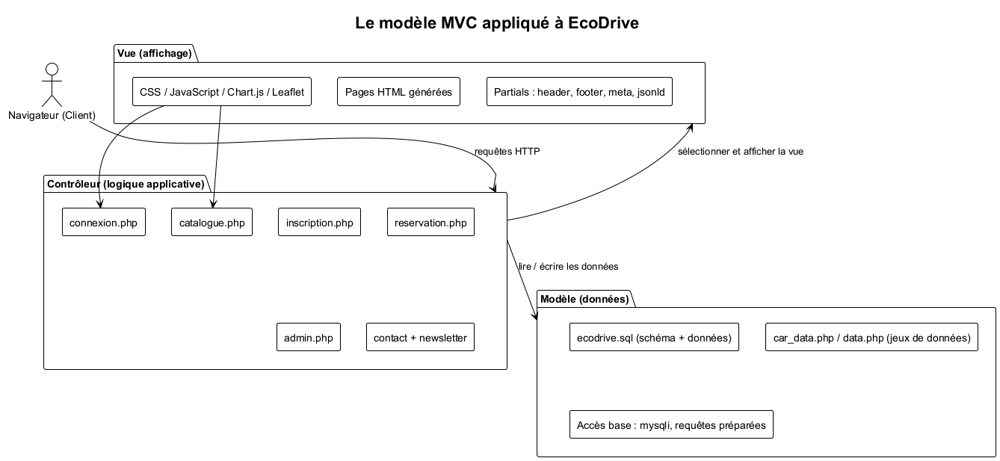 Le modèle MVC appliqué à EcoDrive
Vue (affichage)
CSS / JavaScript / Chart.js / Leaflet
Pages HTML générées
Partials : header, footer, meta, jsonld
Navigateur (Client)
requêtes HTTP
sélectionner et afficher la vue
Contrôleur (logique applicative)
connexion.php
catalogue.php
inscription.php
reservation.php
lire / écrire les données
admin.php
contact + newsletter
Modèle (données)
ecodrive.sql (schéma + données)
car_data.php / data.php (jeux de données)
Accès base : mysqli, requêtes préparées